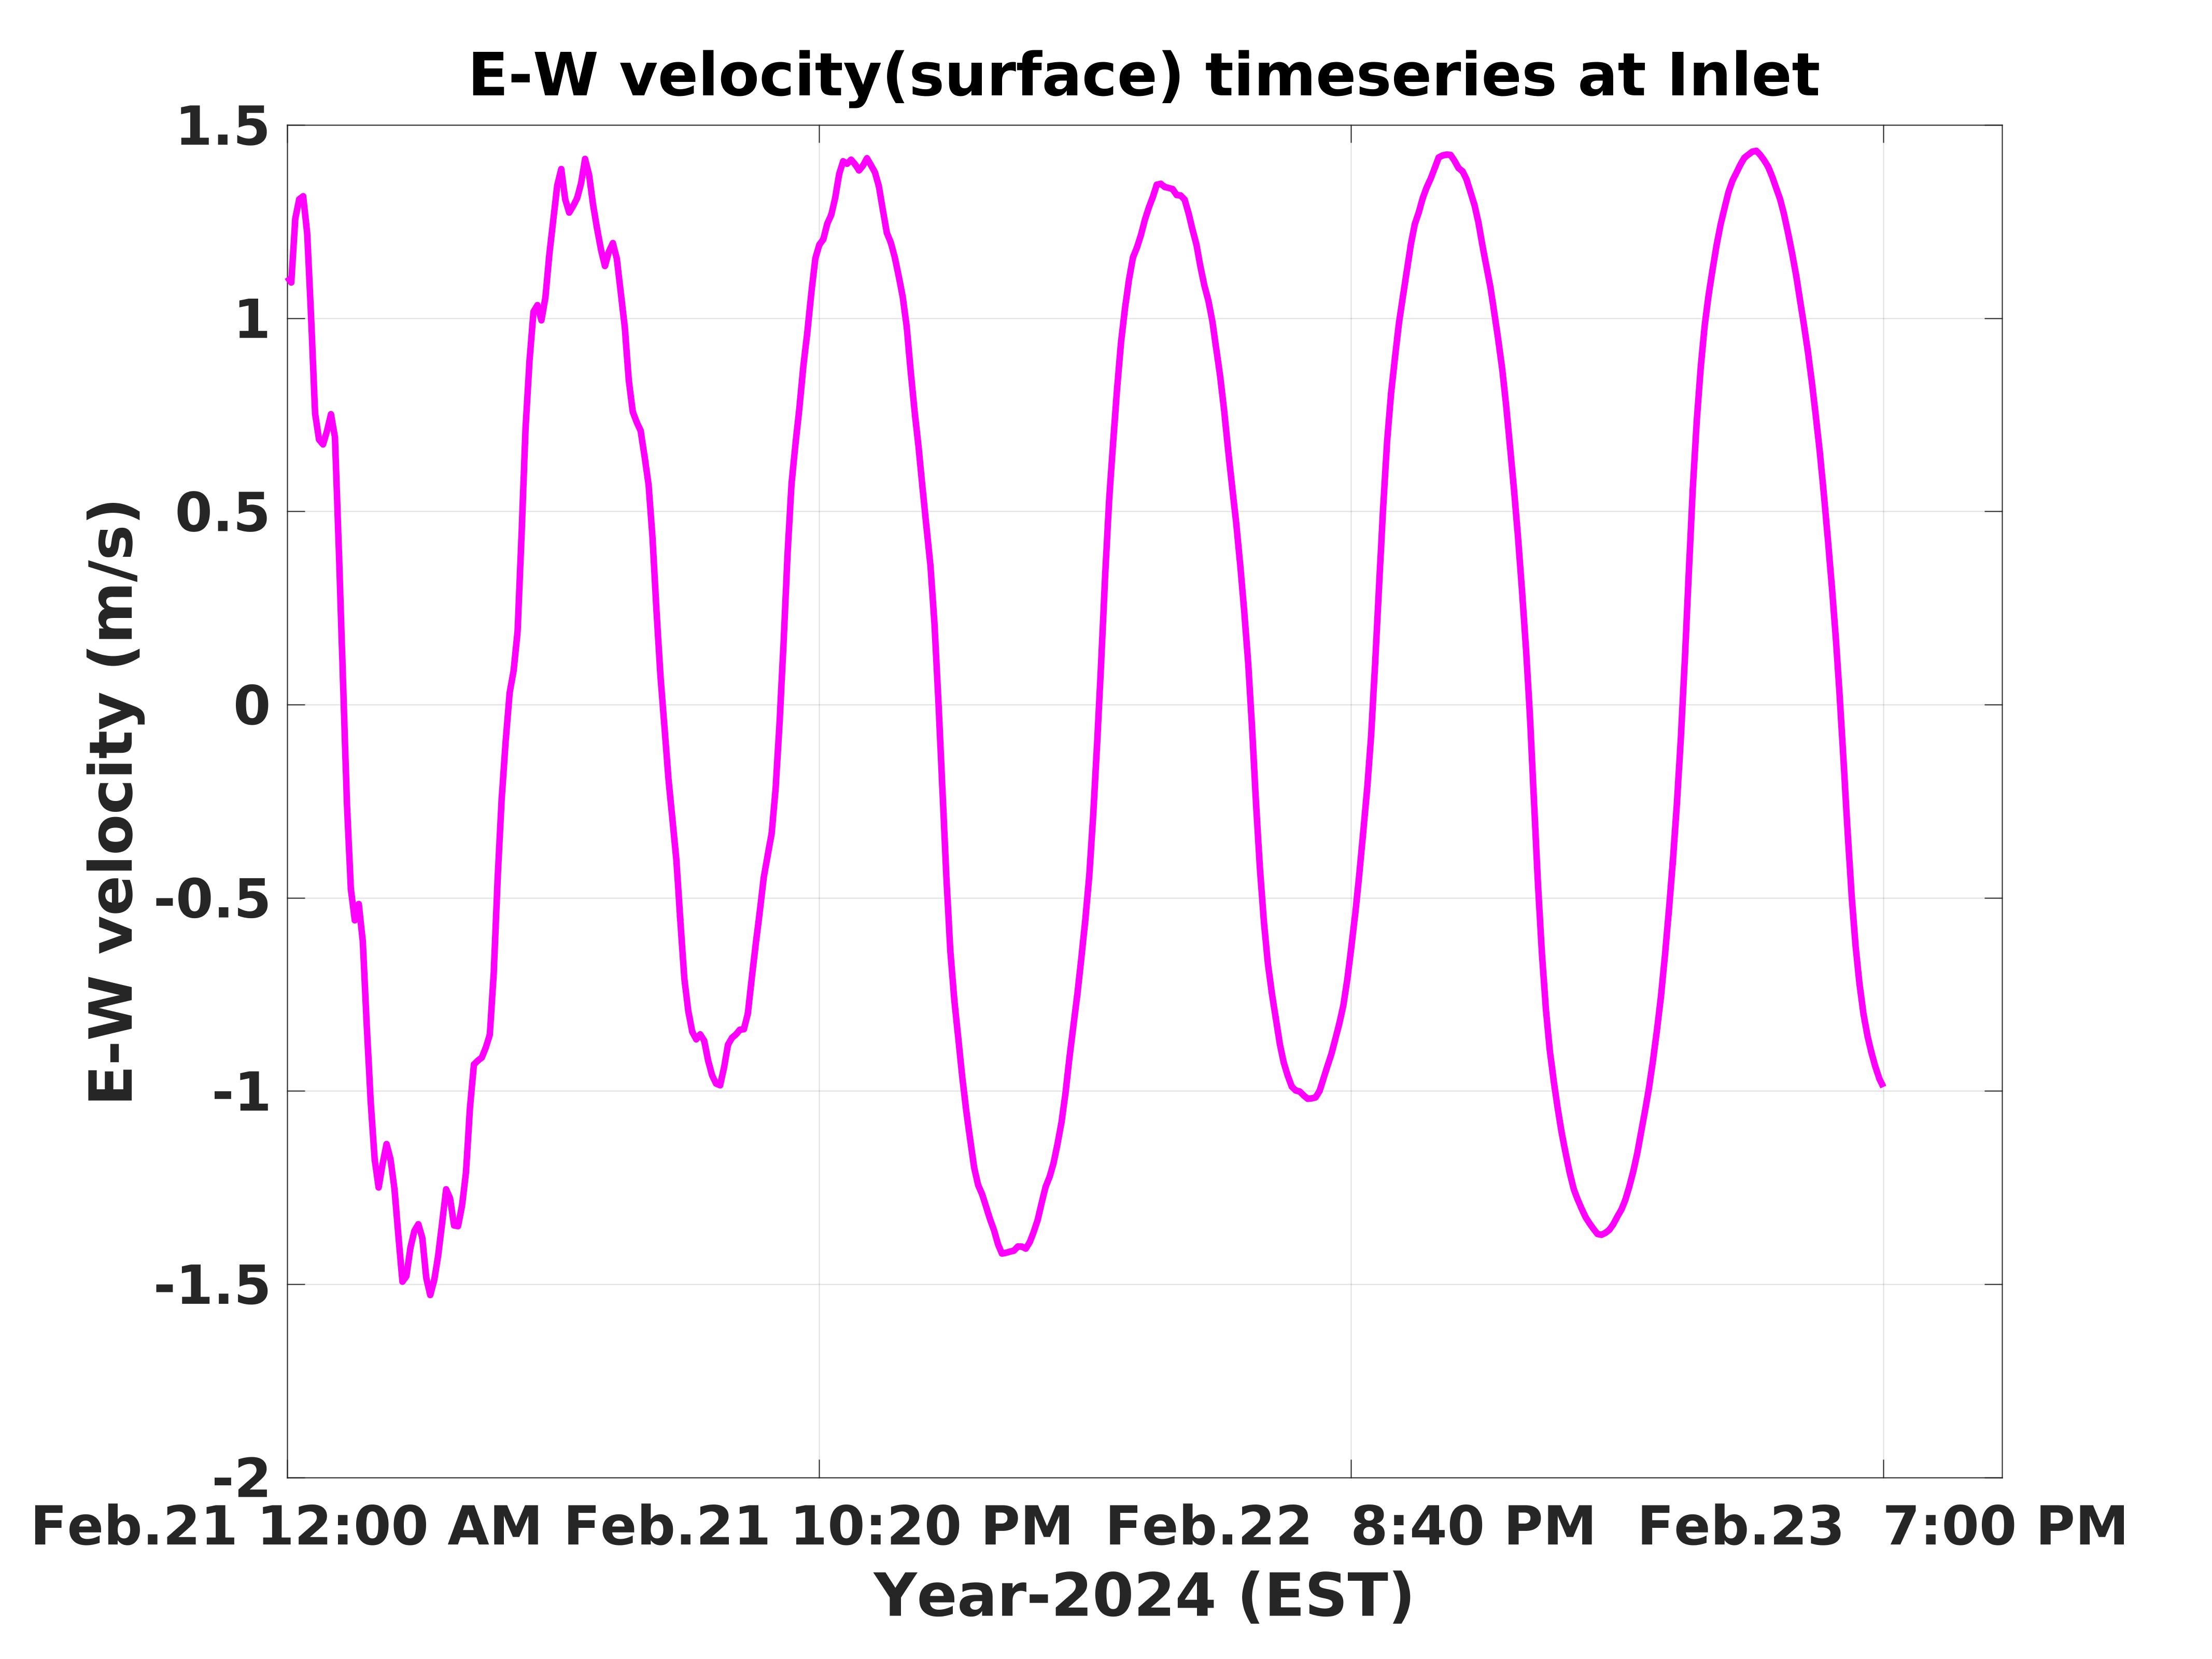 E-W velocity(surface) timeseries at Inlet
E-W velocity (m/s)
1.5
1
0.5
0
-0.5
-1
-1.5
-2
Feb.21 12:00 AM Feb.21 10:20 PM Feb.22 8:40 PM Feb.23 7:00 PM
Year-2024 (EST)